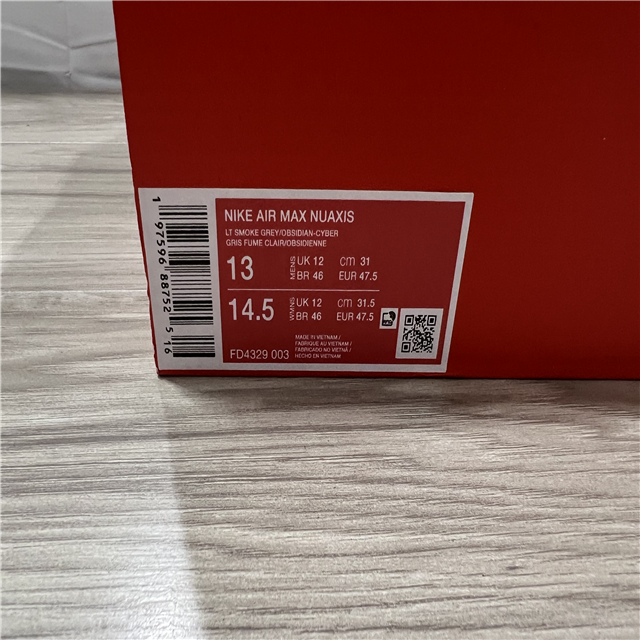 NIKE AIR MAX NUAXIS
LT SMOKE GREY/OBSIDIAN-CYBER
GRIS FUME CLAIR/OBSIDIENNE
13 MENS UK 12 CM 31
BR 46 EUR 47.5
14.5 WMNS UK 12 CM 31.5
BR 46 EUR 47.5
MADE IN VIETNAM /
FABRIQUE AU VIETNAM /
FABRICADO NO VIETNÃ /
HECHO EN VIETNAM
FD4329 003
1 97596 88752 5 16